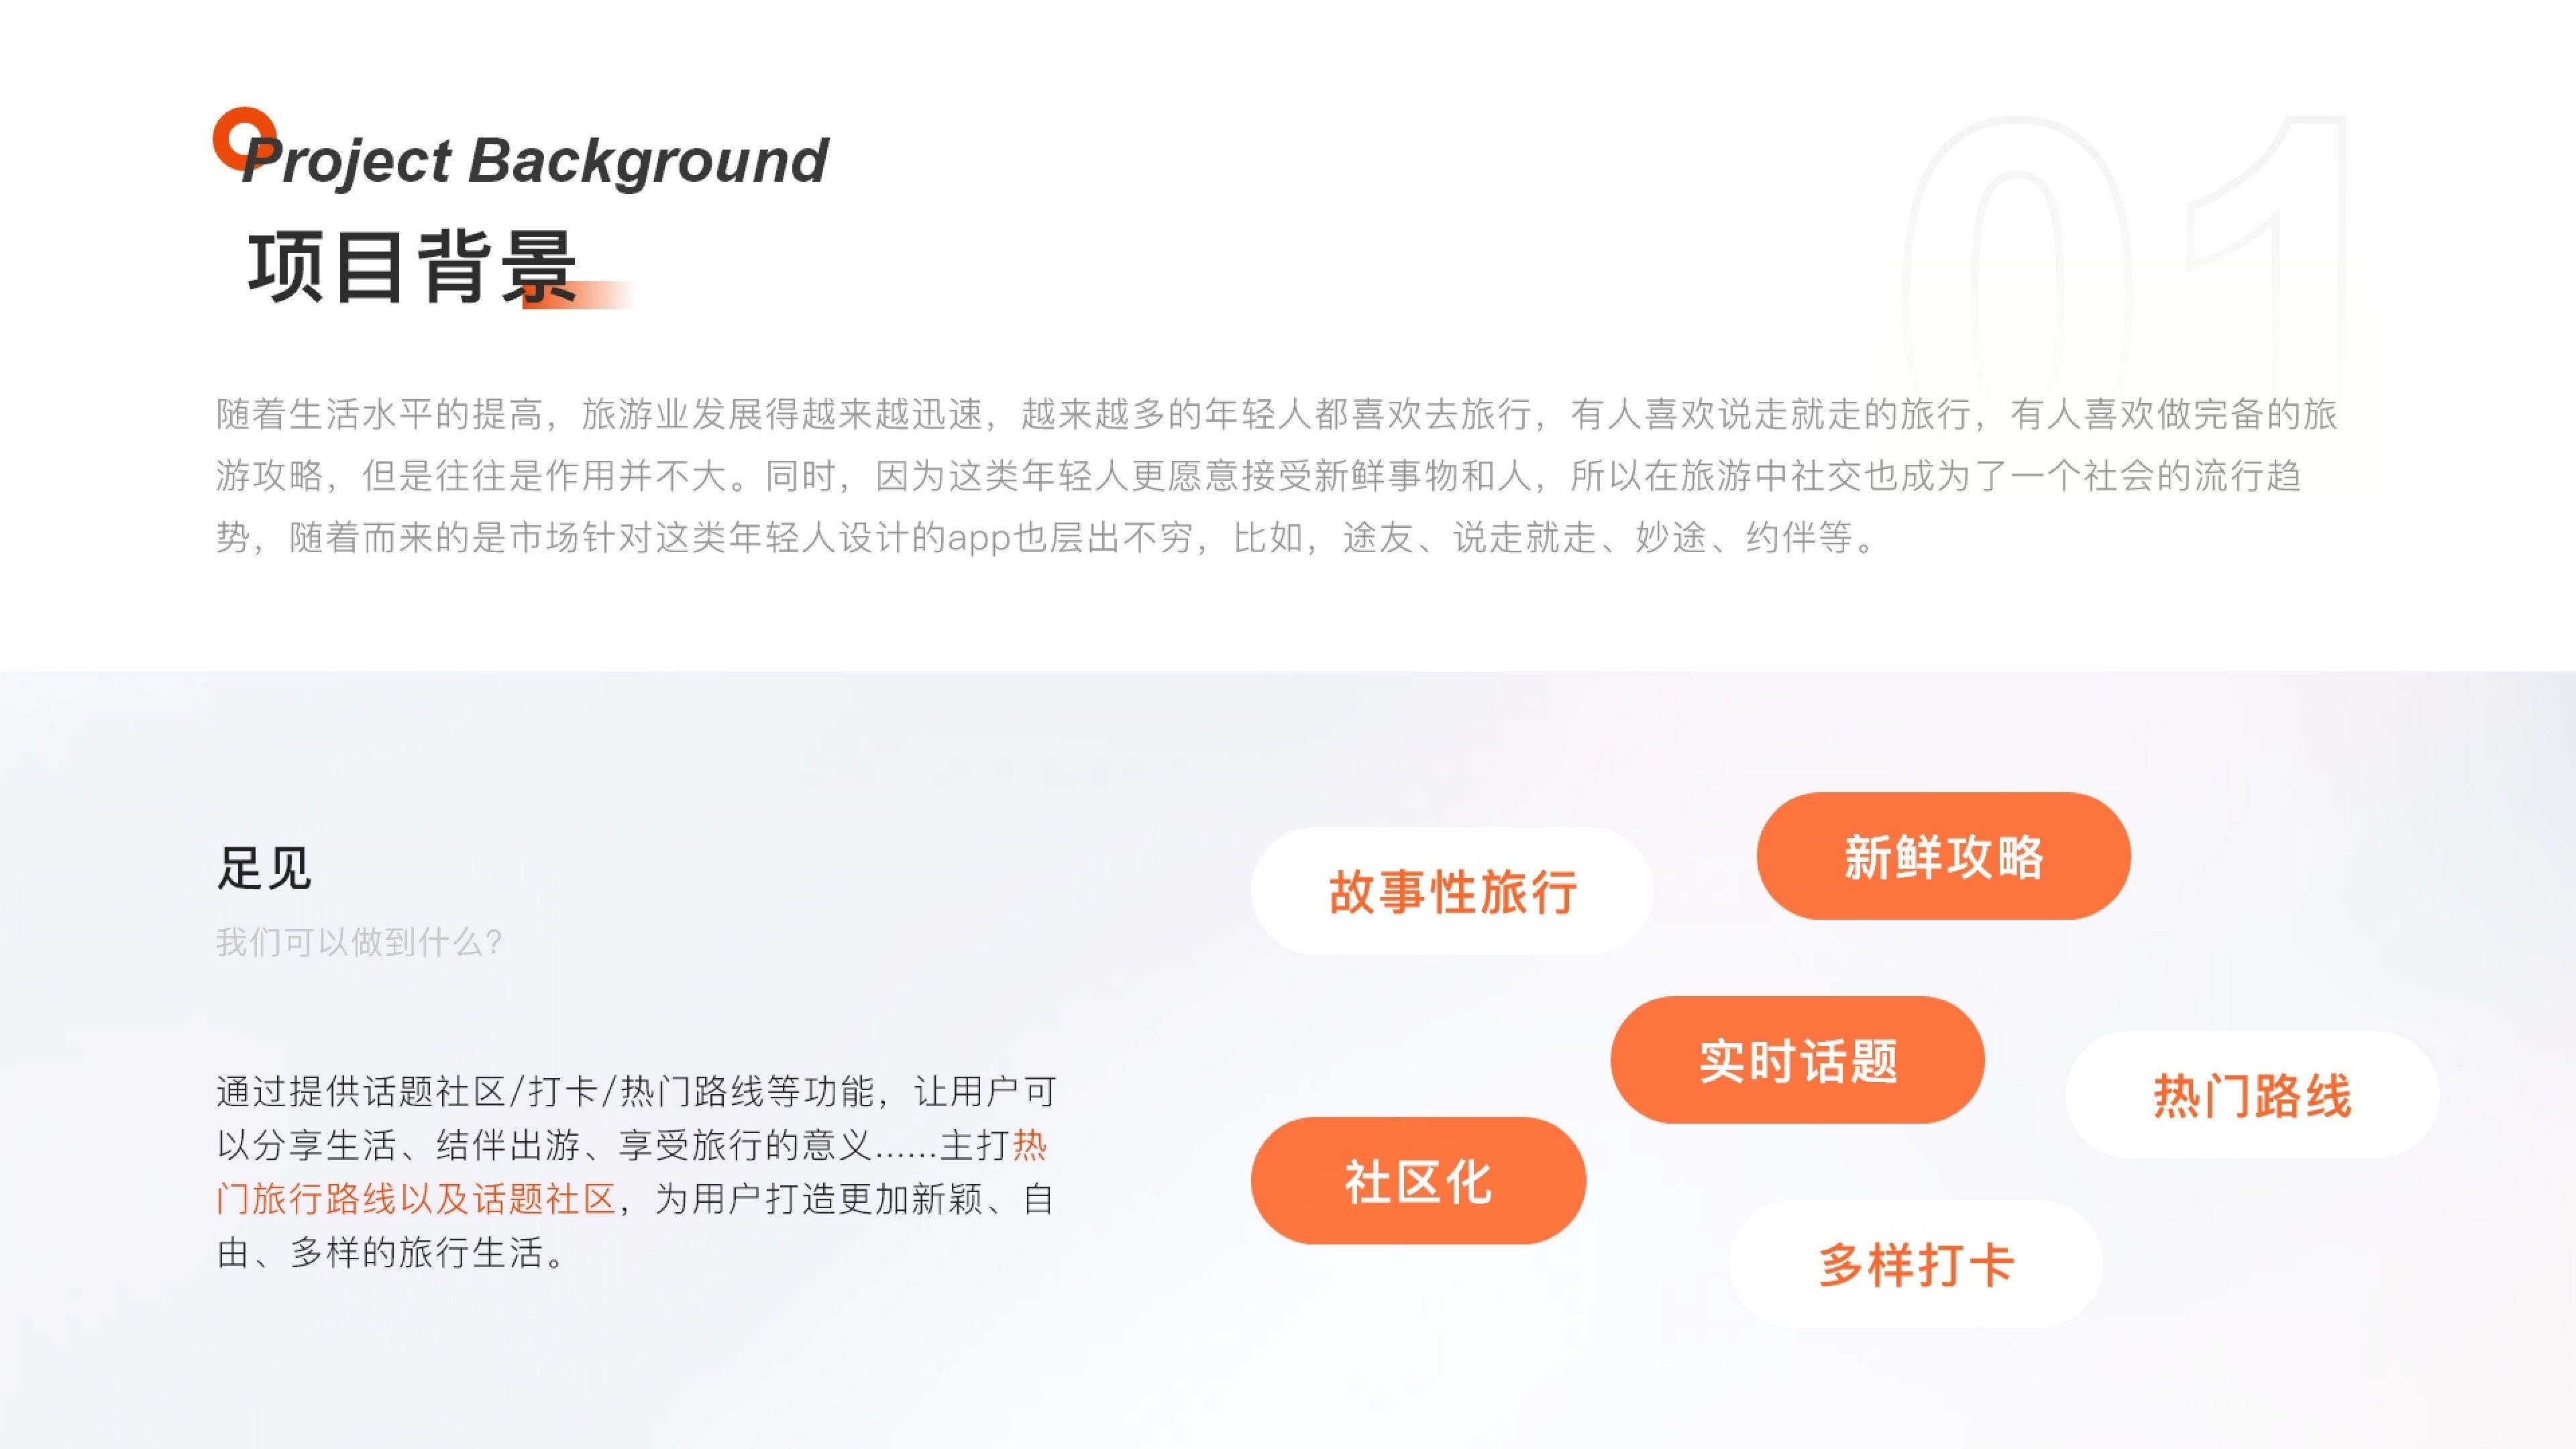 Project Background
01
项目背景
随着生活水平的提高，旅游业发展得越来越迅速，越来越多的年轻人都喜欢去旅行，有人喜欢说走就走的旅行，有人喜欢做完备的旅
游攻略，但是往往是作用并不大。同时，因为这类年轻人更愿意接受新鲜事物和人，所以在旅游中社交也成为了一个社会的流行趋
势，随着而来的是市场针对这类年轻人设计的app也层出不穷，比如，途友、说走就走、妙途、约伴等。
足见
我们可以做到什么?
通过提供话题社区/打卡/热门路线等功能，让用户可
以分享生活、结伴出游、享受旅行的意义......主打热
门旅行路线以及话题社区，为用户打造更加新颖、自
由、多样的旅行生活。
故事性旅行
新鲜攻略
实时话题
热门路线
社区化
多样打卡